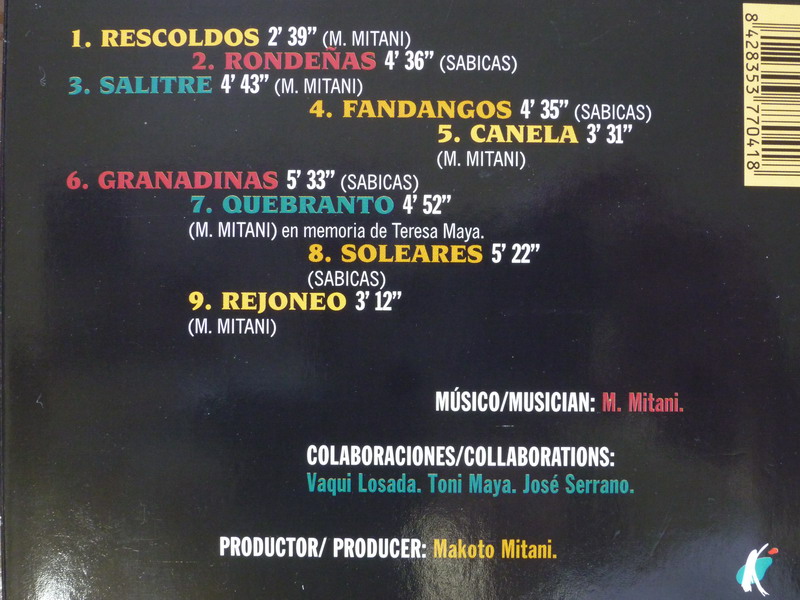 1. RESCOLDOS 2' 39" (M. MITANI)
2. RONDEÑAS 4' 36" (SABICAS)
3. SALITRE 4' 43" (M. MITANI)
4. FANDANGOS 4' 35" (SABICAS)
5. CANELA 3' 31"
(M. MITANI)
6. GRANADINAS 5' 33" (SABICAS)
7. QUEBRANTO 4' 52"
(M. MITANI) en memoria de Teresa Maya.
8. SOLEARES 5' 22"
(SABICAS)
9. REJONEO 3' 12"
(M. MITANI)
MÚSICO/MUSICIAN: M. Mitani.
COLABORACIONES/COLLABORATIONS:
Vaqui Losada. Toni Maya. José Serrano.
PRODUCTOR/ PRODUCER: Makoto Mitani.
8 428353 770418
K